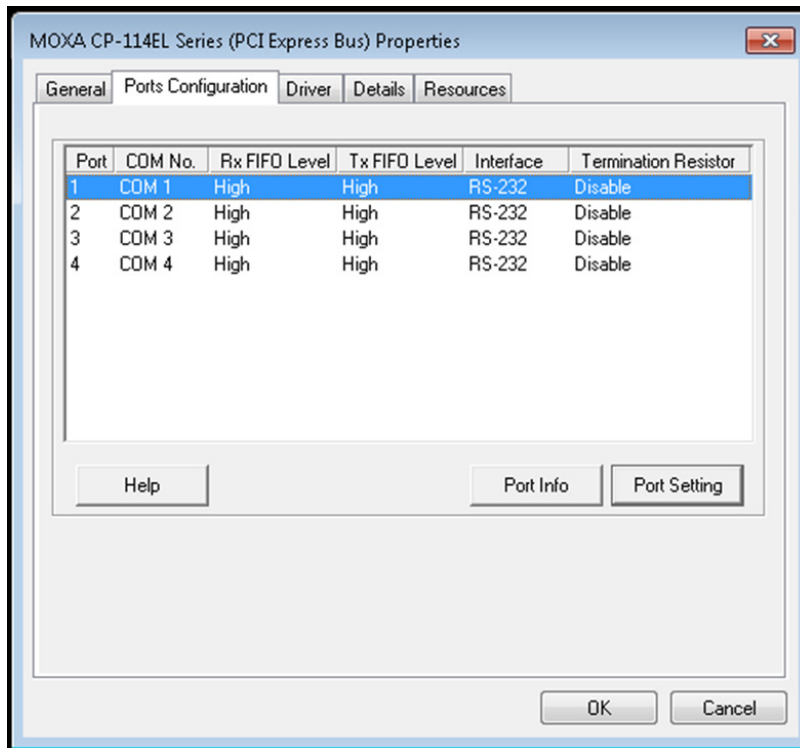 MOXA CP-114EL Series (PCI Express Bus) Properties
General Ports Configuration Driver Details Resources
Port COM No. Rx FIFO Level Tx FIFO Level Interface Termination Resistor
1 COM 1 High High RS-232 Disable
2 COM 2 High High RS-232 Disable
3 COM 3 High High RS-232 Disable
4 COM 4 High High RS-232 Disable
Help Port Info Port Setting
OK Cancel